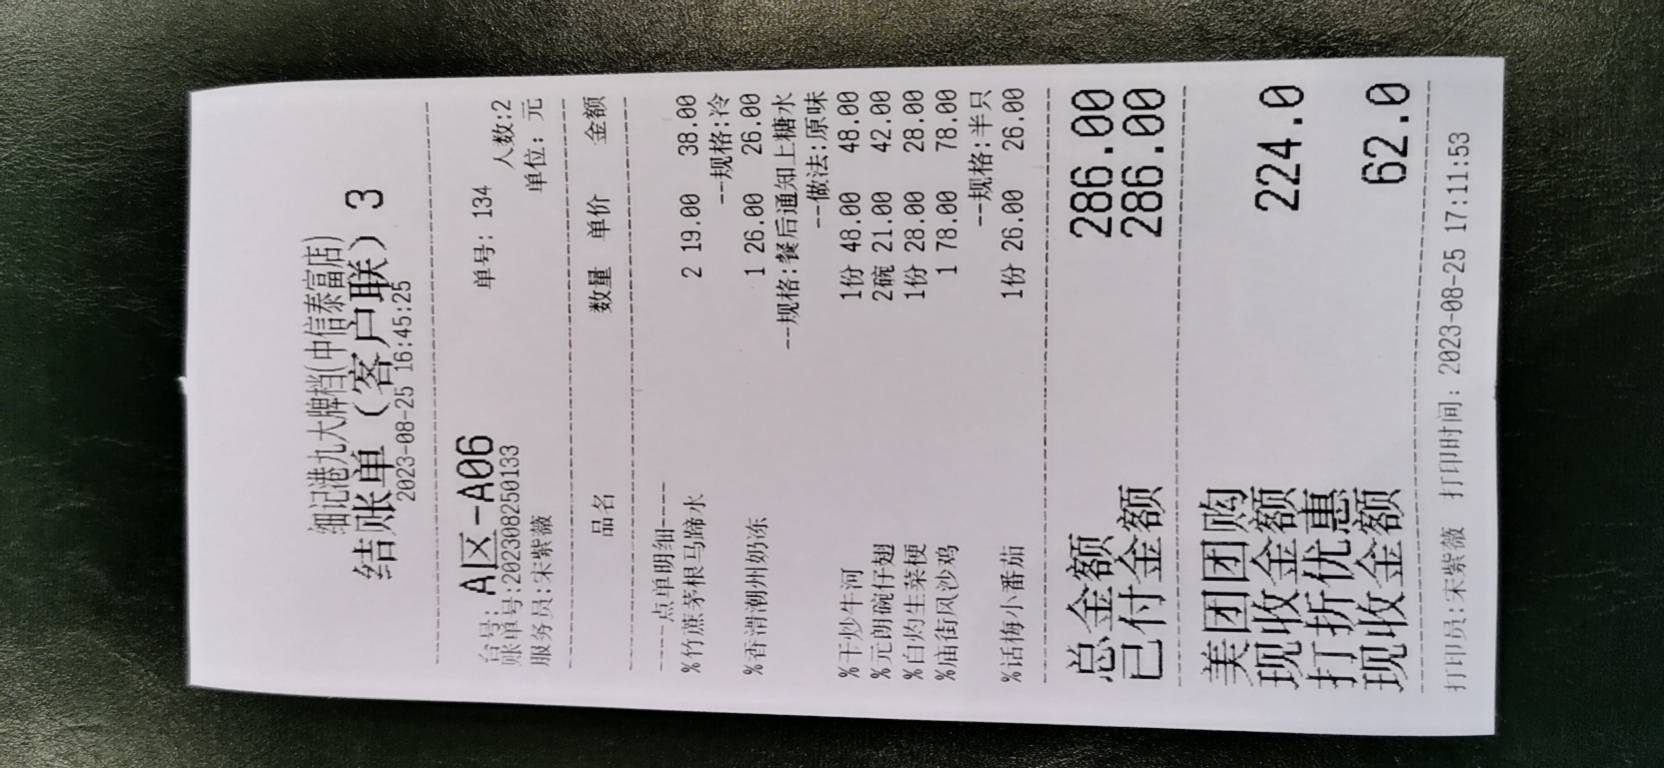 细记港九大牌档(中信泰富店)
结账单（客户联）3
2023-08-25 16:45:25
台号: A区-A06 单号: 134
账单号:202308250133 人数:2
服务员:宋紫薇 单位: 元
品名 数量 单价 金额
----点单明细----
%竹蔗茅根马蹄水 2 19.00 38.00
--规格:冷
%香滑潮州奶冻 1 26.00 26.00
--规格:餐后通知上糖水
--做法:原味
%干炒牛河 1份 48.00 48.00
%元朗碗仔翅 2碗 21.00 42.00
%白灼生菜梗 1份 28.00 28.00
%庙街风沙鸡 1 78.00 78.00
--规格:半只
%话梅小番茄 1份 26.00 26.00
总金额 286.00
已付金额 286.00
美团团购
现收金额 224.0
打折优惠
现收金额 62.0
打印员:宋紫薇 打印时间: 2023-08-25 17:11:53